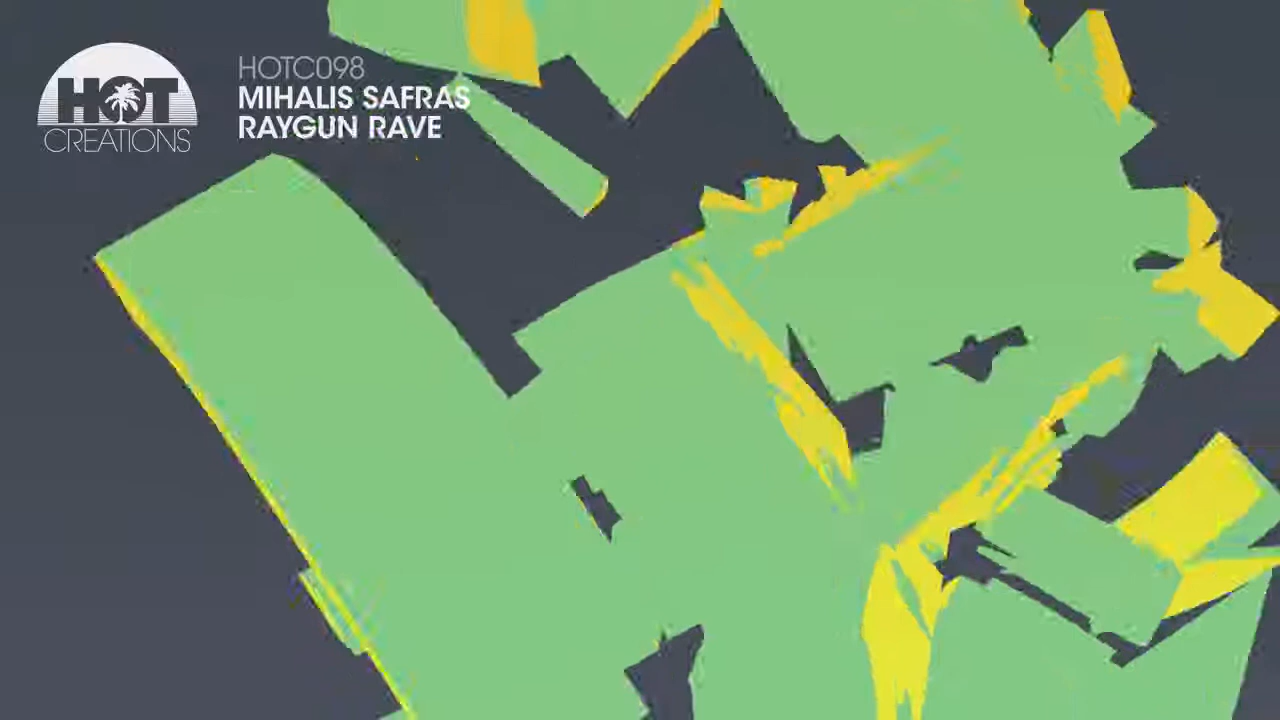 HOT
CREATIONS
HOTC098
MIHALIS SAFRAS
RAYGUN RAVE